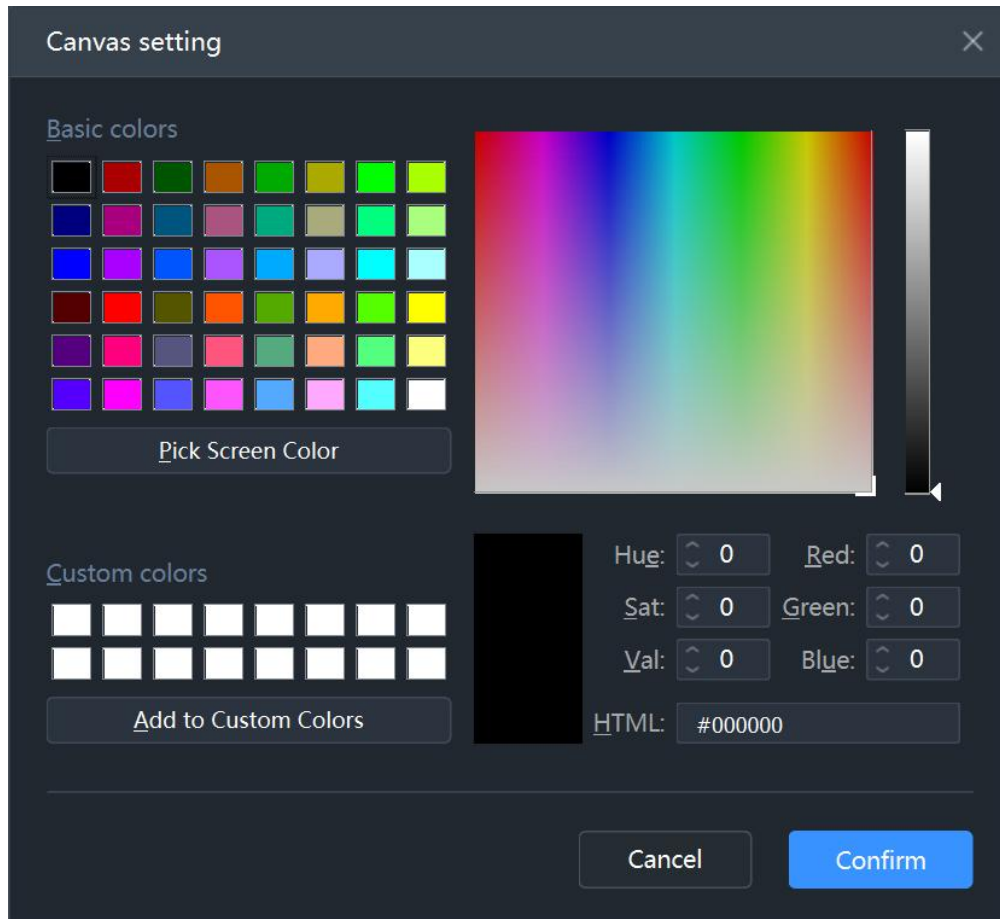 Canvas setting
Basic colors
Pick Screen Color
Custom colors
Add to Custom Colors
Hue: 0 Red: 0
Sat: 0 Green: 0
Val: 0 Blue: 0
HTML: #000000
Cancel Confirm